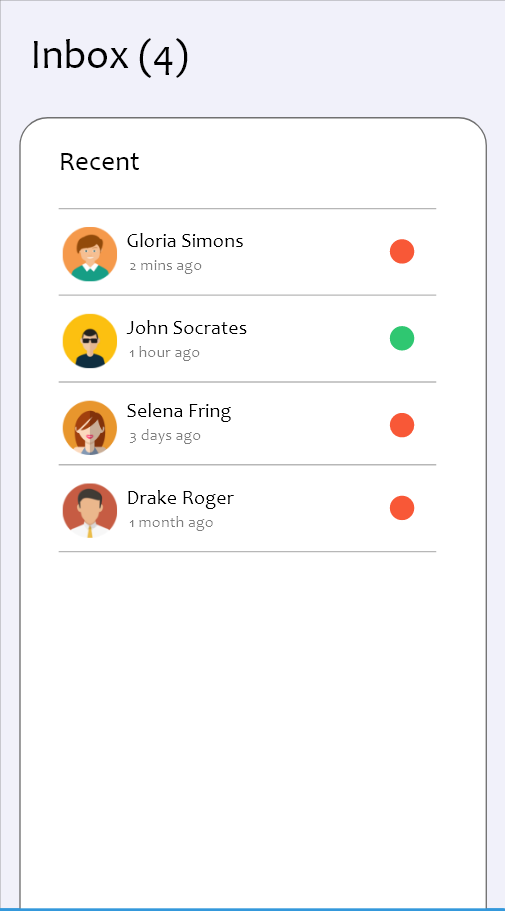 Inbox (4)
Recent
Gloria Simons
2 mins ago
John Socrates
1 hour ago
Selena Fring
3 days ago
Drake Roger
1 month ago